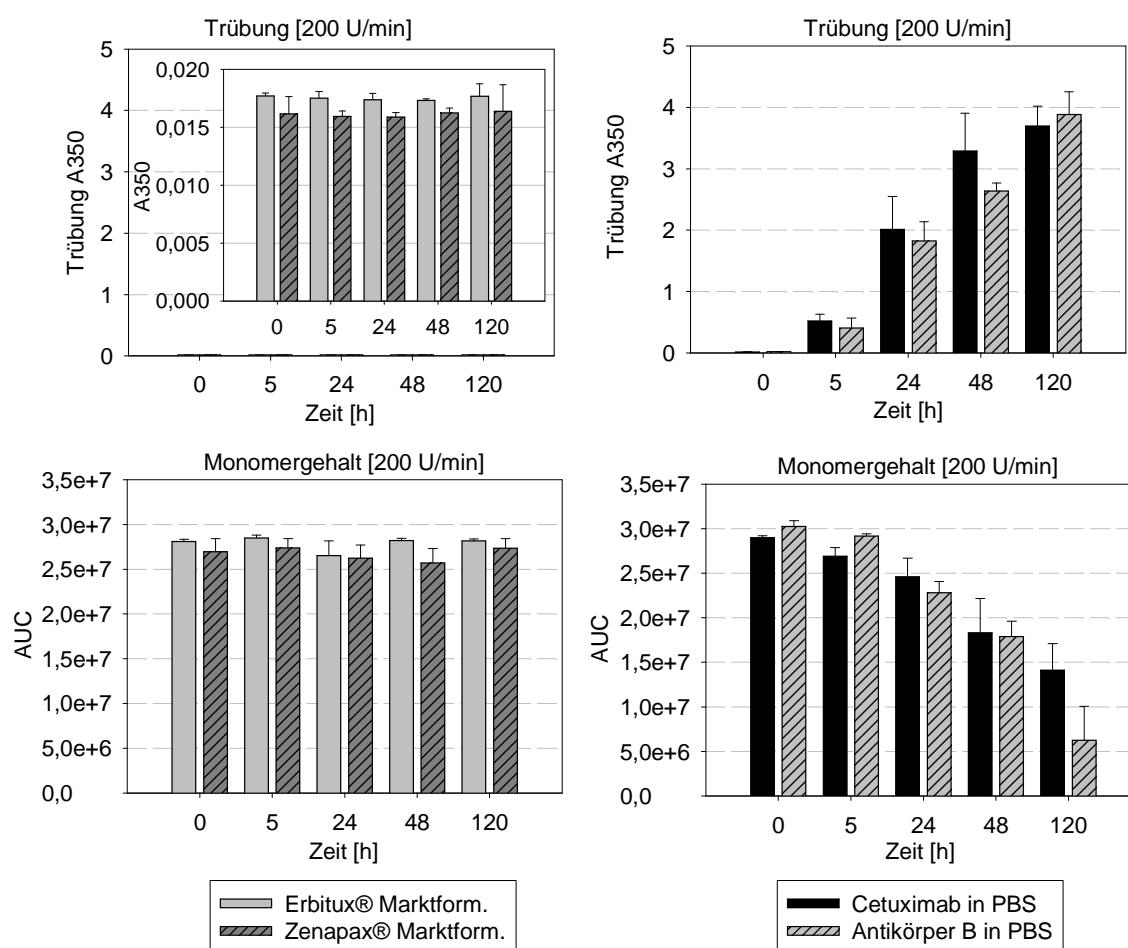 Trübung [200 U/min]
5
4
3
2
1
0
Trübung A350
0,020
0,015
0,010
0,005
0,000
A350
0 5 24 48 120
0 5 24 48 120
Zeit [h]
Trübung [200 U/min]
5
4
3
2
1
0
Trübung A350
0 5 24 48 120
Zeit [h]
Monomergehalt [200 U/min]
3,5e+7
3,0e+7
2,5e+7
2,0e+7
1,5e+7
1,0e+7
5,0e+6
0,0
AUC
0 5 24 48 120
Zeit [h]
Monomergehalt [200 U/min]
3,5e+7
3,0e+7
2,5e+7
2,0e+7
1,5e+7
1,0e+7
5,0e+6
0,0
AUC
0 5 24 48 120
Zeit [h]
Erbitux® Marktform.
Zenapax® Marktform.
Cetuximab in PBS
Antikörper B in PBS